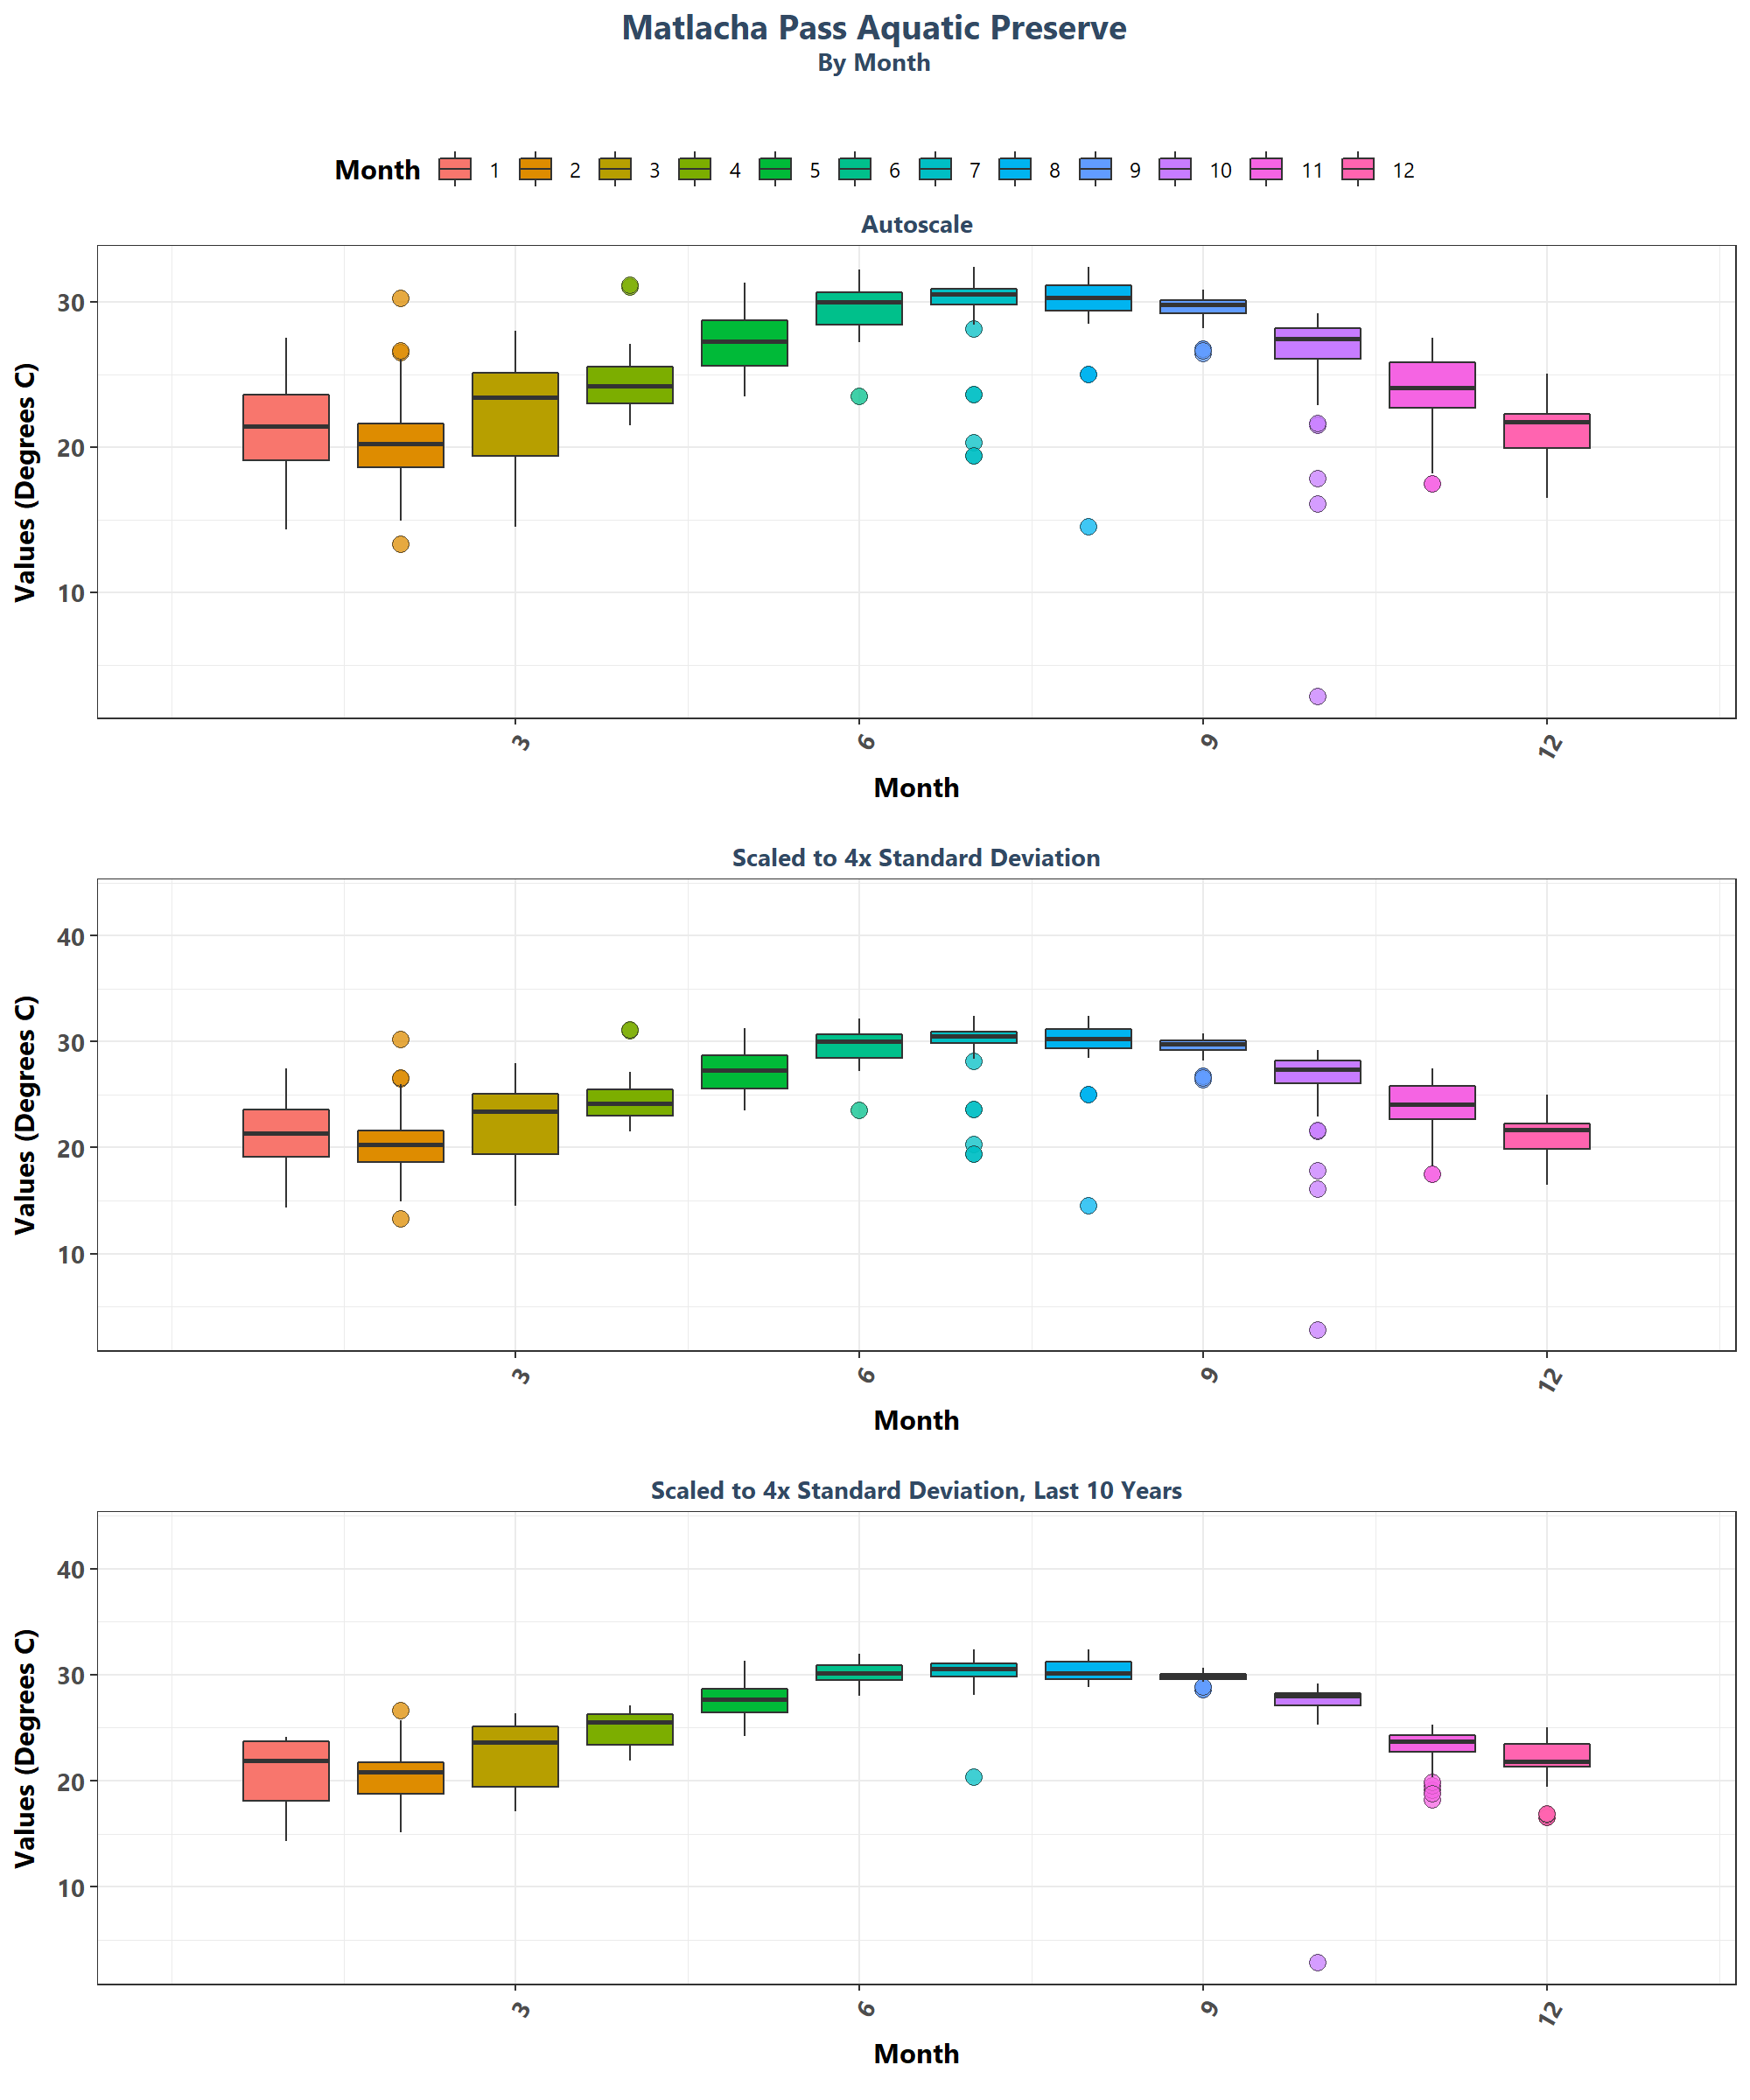 Matlacha Pass Aquatic Preserve
By Month
Month 1 2 3 4 5 6 7 8 9 10 11 12
Autoscale
Values (Degrees C)
30
20
10
3 6 9 12
Month
Scaled to 4x Standard Deviation
Values (Degrees C)
40
30
20
10
3 6 9 12
Month
Scaled to 4x Standard Deviation, Last 10 Years
Values (Degrees C)
40
30
20
10
3 6 9 12
Month